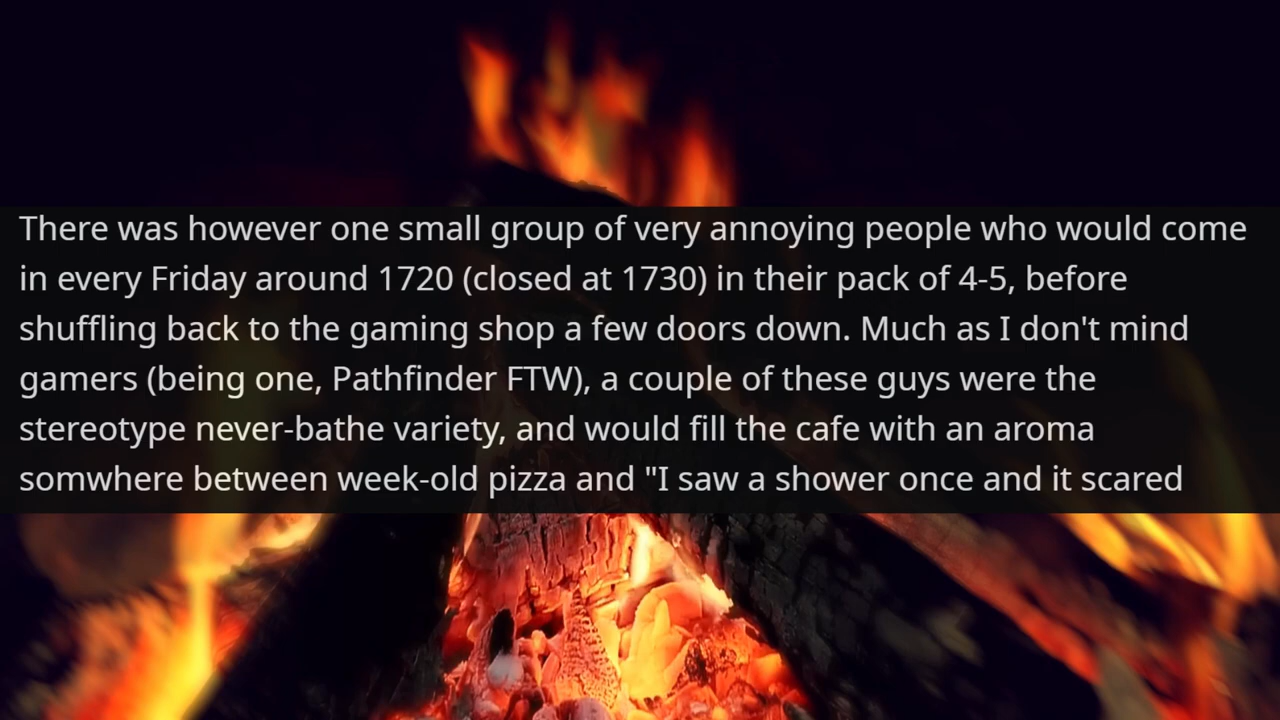 There was however one small group of very annoying people who would come
in every Friday around 1720 (closed at 1730) in their pack of 4-5, before
shuffling back to the gaming shop a few doors down. Much as I don't mind
gamers (being one, Pathfinder FTW), a couple of these guys were the
stereotype never-bathe variety, and would fill the cafe with an aroma
somwhere between week-old pizza and "I saw a shower once and it scared